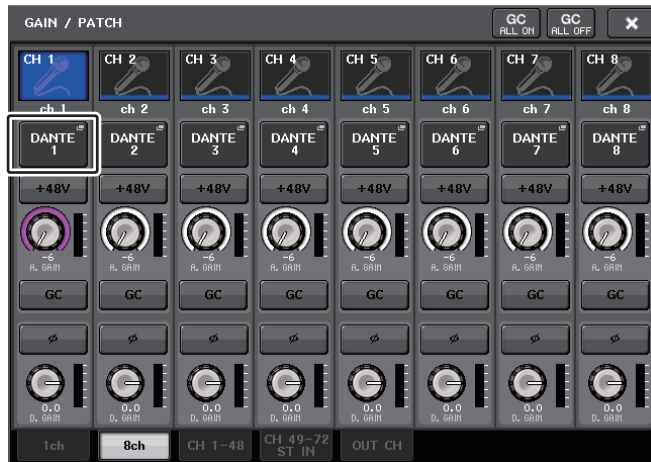 GAIN / PATCH
GC ALL ON
GC ALL OFF
CH 1 CH 2 CH 3 CH 4 CH 5 CH 6 CH 7 CH 8
ch 1 ch 2 ch 3 ch 4 ch 5 ch 6 ch 7 ch 8
DANTE 1 DANTE 2 DANTE 3 DANTE 4 DANTE 5 DANTE 6 DANTE 7 DANTE 8
+48V +48V +48V +48V +48V +48V +48V +48V
-6 -6 -6 -6 -6 -6 -6 -6
A. GAIN A. GAIN A. GAIN A. GAIN A. GAIN A. GAIN A. GAIN A. GAIN
GC GC GC GC GC GC GC GC
ø ø ø ø ø ø ø ø
0.0 0.0 0.0 0.0 0.0 0.0 0.0 0.0
D. GAIN D. GAIN D. GAIN D. GAIN D. GAIN D. GAIN D. GAIN D. GAIN
1ch 8ch CH 1-48 CH 49-72 ST IN OUT CH